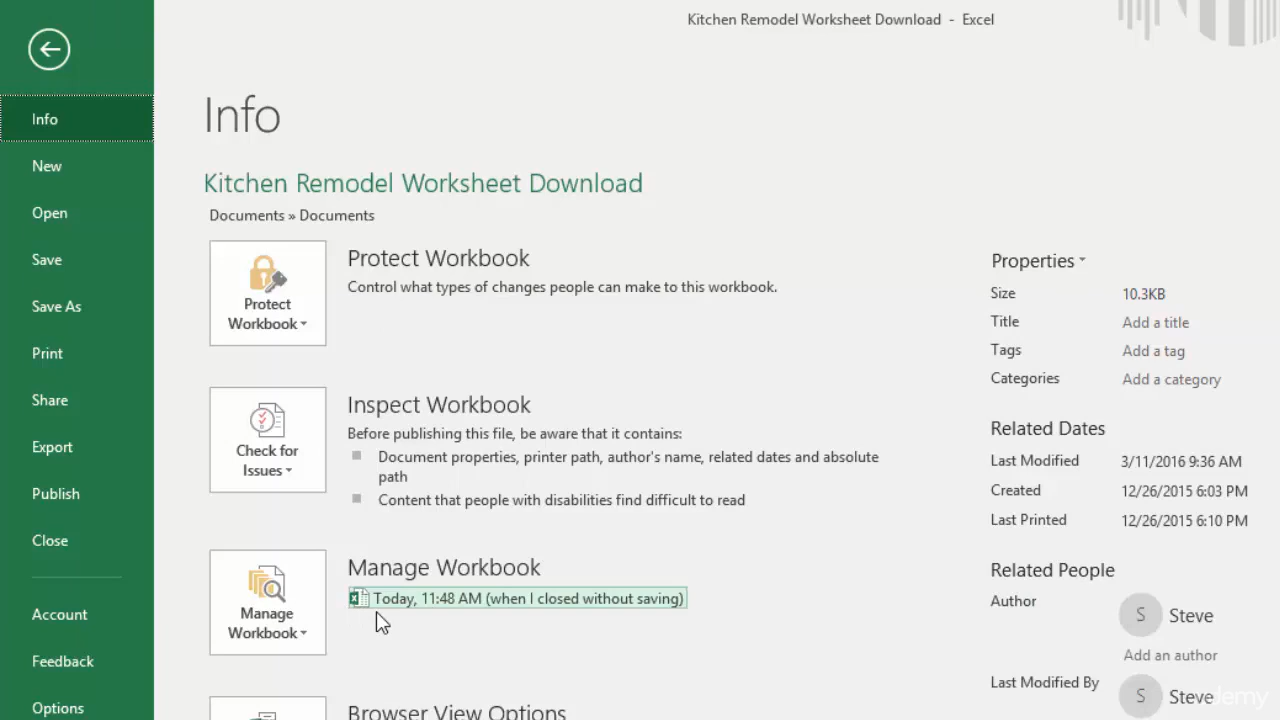 Kitchen Remodel Worksheet Download - Excel
Info
New
Open
Save
Save As
Print
Share
Export
Publish
Close
Account
Feedback
Options
Info
Kitchen Remodel Worksheet Download
Documents » Documents
Protect
Workbook
Protect Workbook
Control what types of changes people can make to this workbook.
Check for
Issues
Inspect Workbook
Before publishing this file, be aware that it contains:
Document properties, printer path, author's name, related dates and absolute
path
Content that people with disabilities find difficult to read
Manage
Workbook
Manage Workbook
Today, 11:48 AM (when I closed without saving)
Browser View Options
Properties
Size 10.3KB
Title Add a title
Tags Add a tag
Categories Add a category
Related Dates
Last Modified 3/11/2016 9:36 AM
Created 12/26/2015 6:03 PM
Last Printed 12/26/2015 6:10 PM
Related People
Author S Steve
Add an author
Last Modified By S Steve